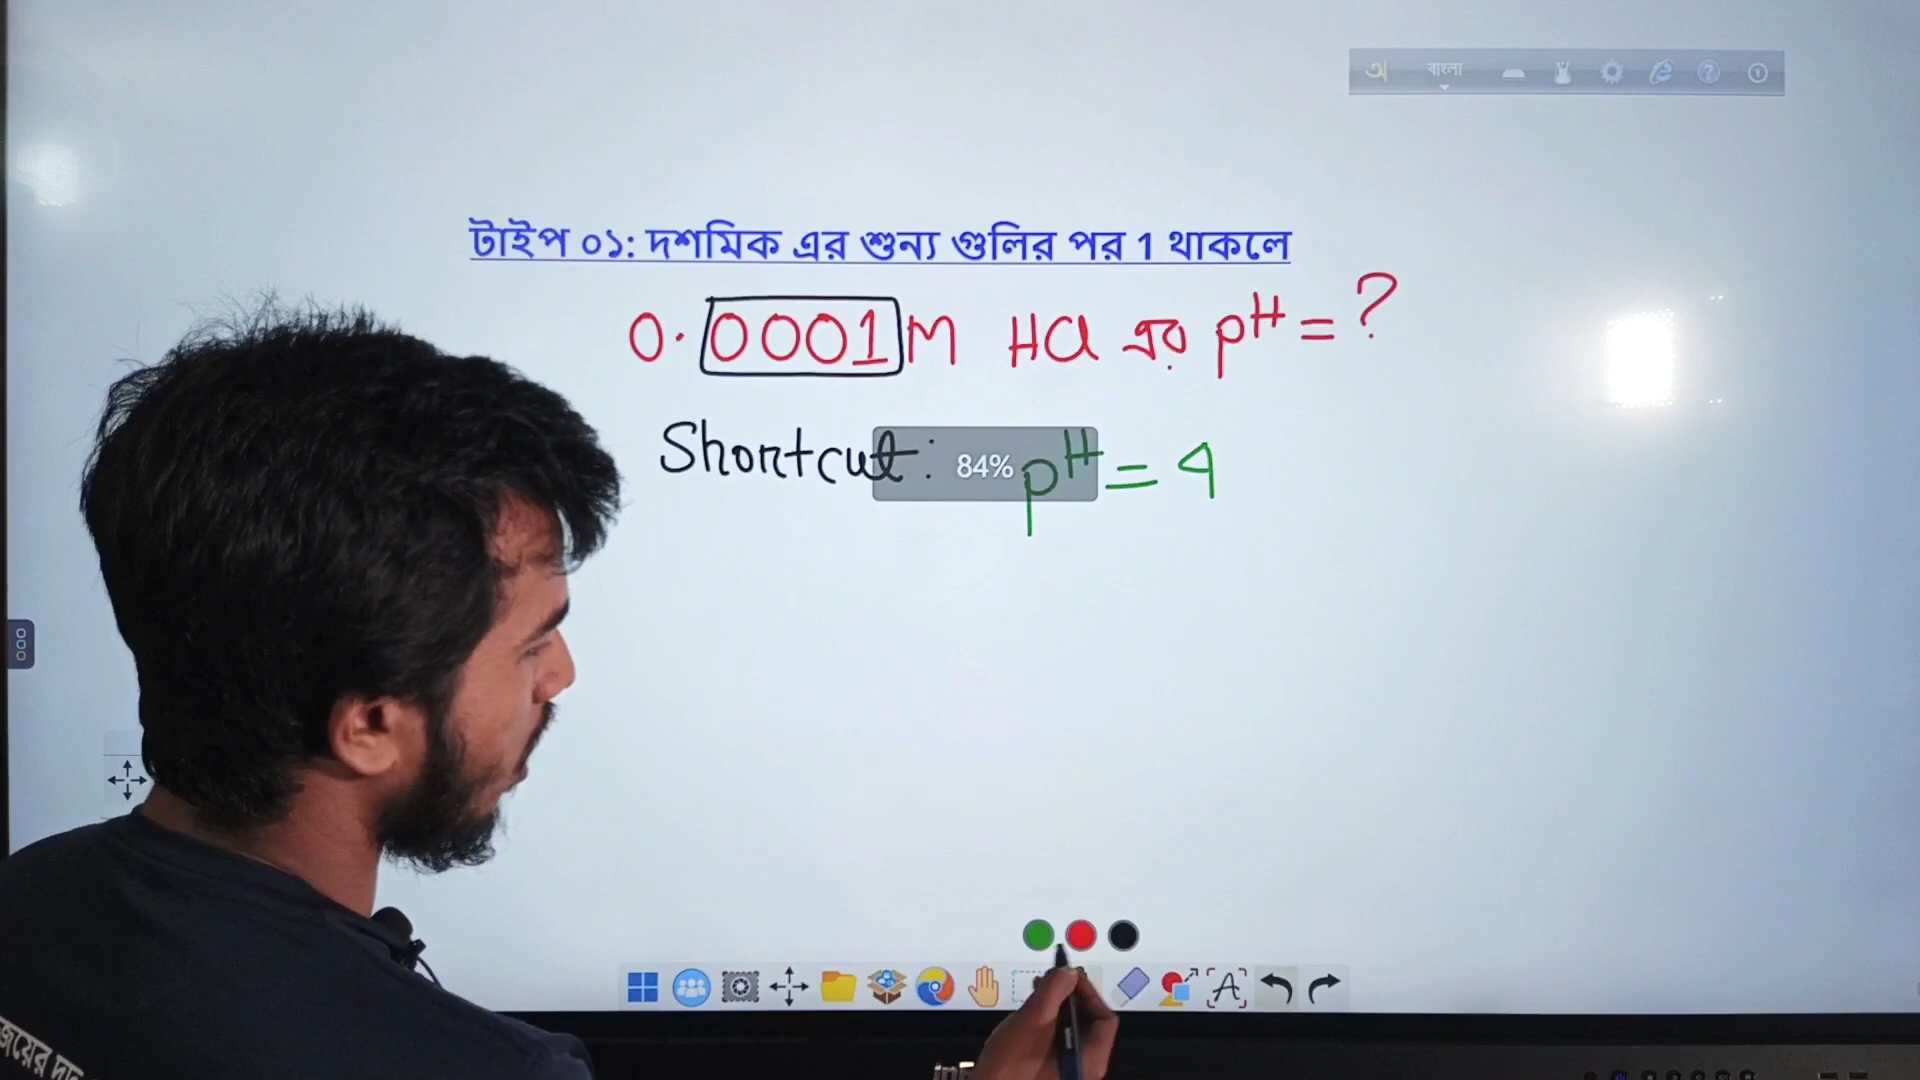 বাংলা
টাইপ ০১: দশমিক এর শুন্য গুলির পর 1 থাকলে
0.0001M HCl এর pH = ?
Shortcut: pH = 4
84%